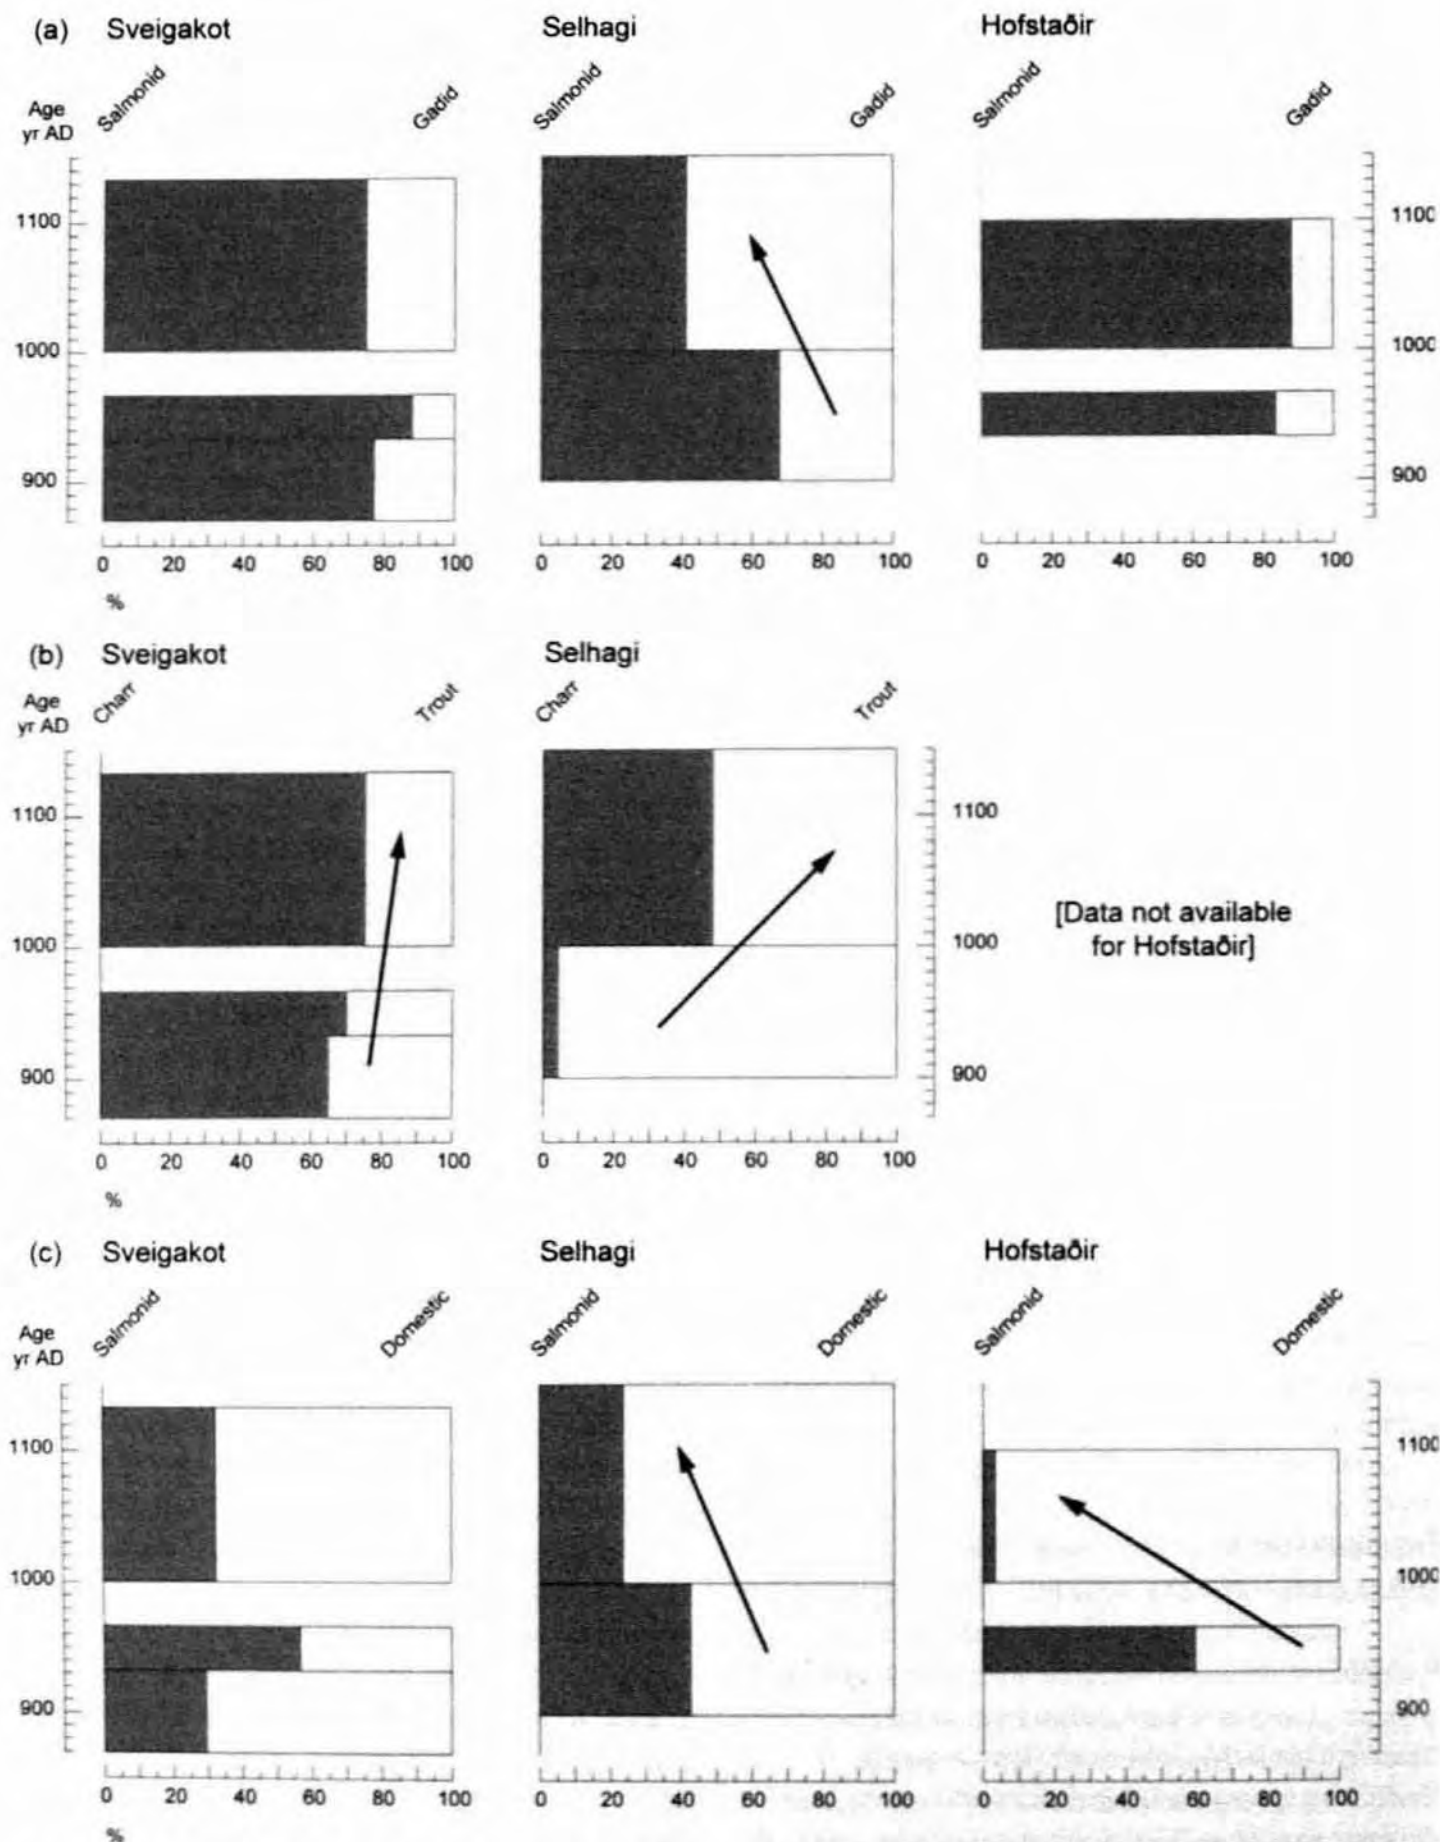 (a) Sveigakot Selhagi Hofstaðir
Age
yr AD
Salmonid Gadid Salmonid Gadid Salmonid Gadid
1100 1100
1000 1000
900 900
0 20 40 60 80 100 0 20 40 60 80 100 0 20 40 60 80 100
%
(b) Sveigakot Selhagi
Age
yr AD
Charr Trout Charr Trout
1100 1100
[Data not available
for Hofstaðir]
1000 1000
900 900
0 20 40 60 80 100 0 20 40 60 80 100
%
(c) Sveigakot Selhagi Hofstaðir
Age
yr AD
Salmonid Domestic Salmonid Domestic Salmonid Domestic
1100 1100
1000 1000
900 900
0 20 40 60 80 100 0 20 40 60 80 100 0 20 40 60 80 100
%